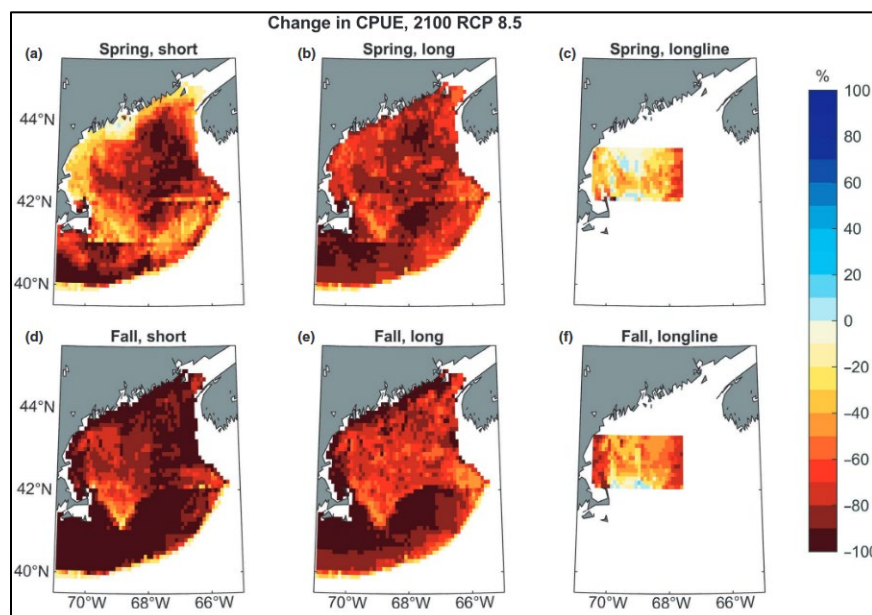 Change in CPUE, 2100 RCP 8.5
(a) Spring, short
(b) Spring, long
(c) Spring, longline
%
100
80
60
40
20
0
−20
−40
−60
−80
−100
44°N
42°N
40°N
(d) Fall, short
(e) Fall, long
(f) Fall, longline
44°N
42°N
40°N
70°W 68°W 66°W
70°W 68°W 66°W
70°W 68°W 66°W